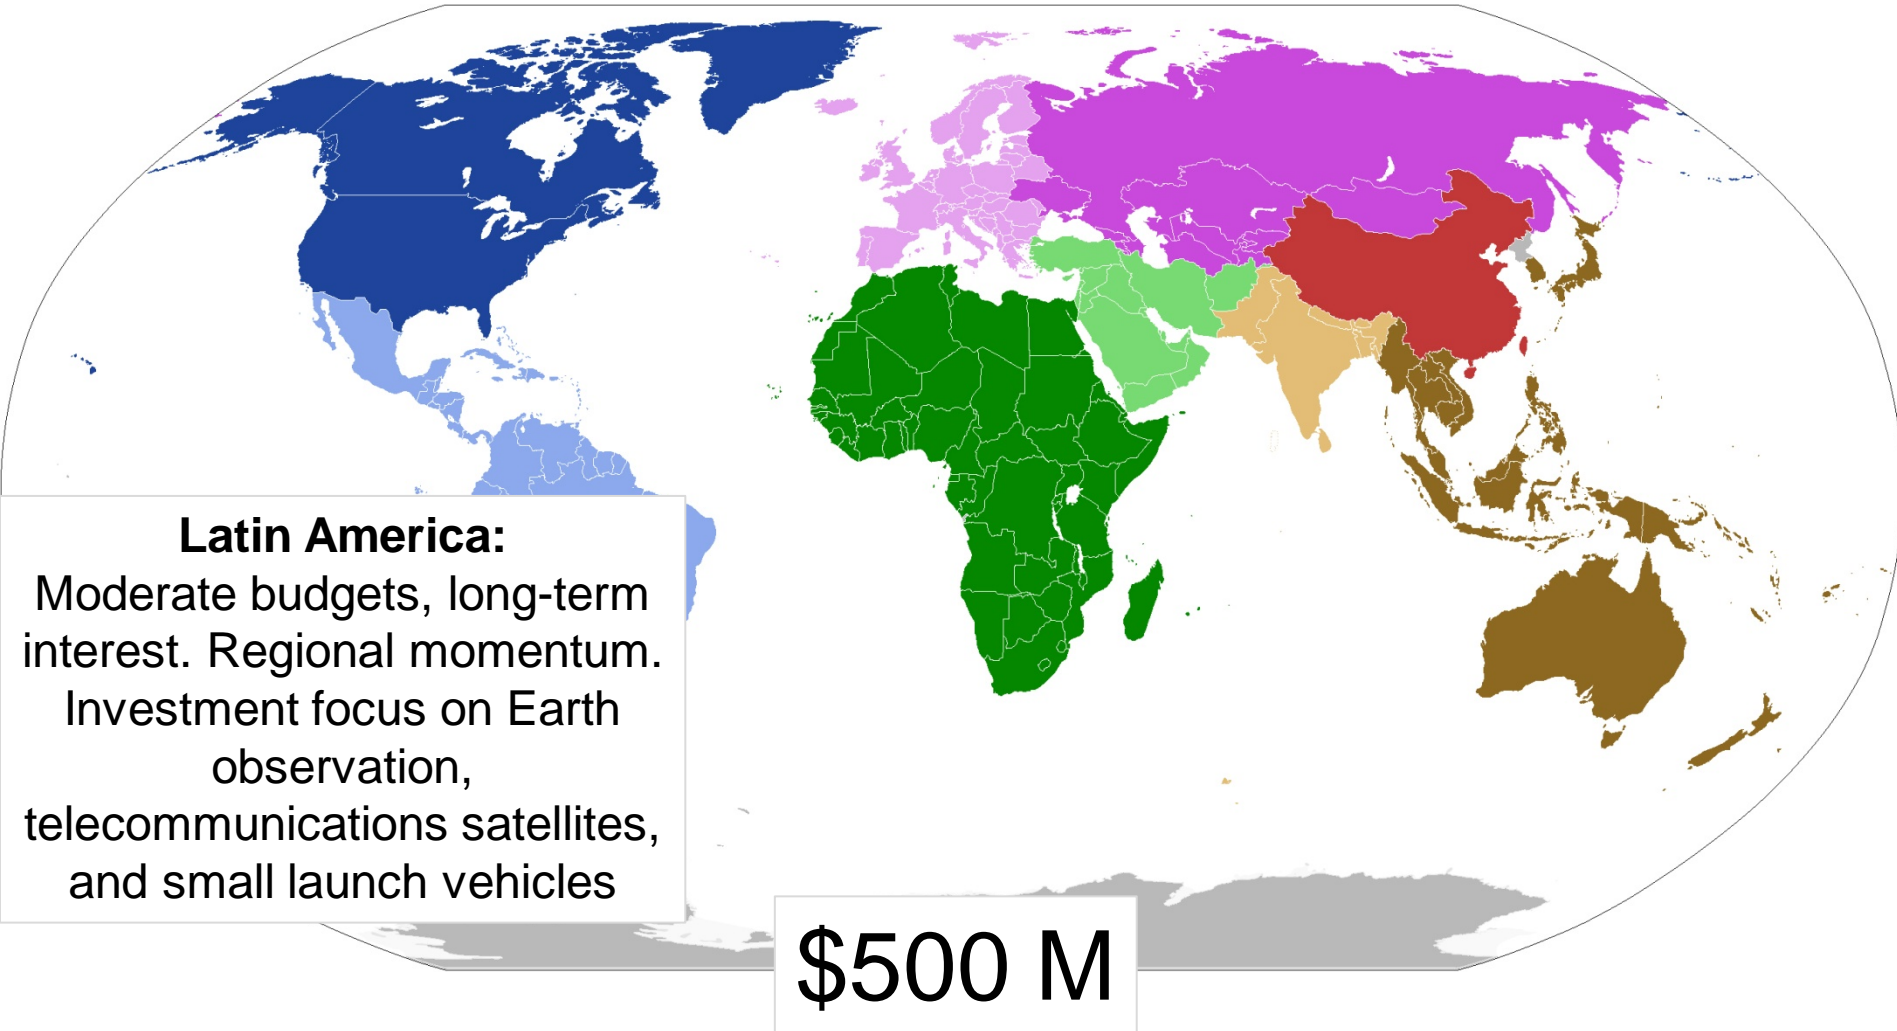 Latin America:
Moderate budgets, long-term
interest. Regional momentum.
Investment focus on Earth
observation,
telecommunications satellites,
and small launch vehicles
$500 M